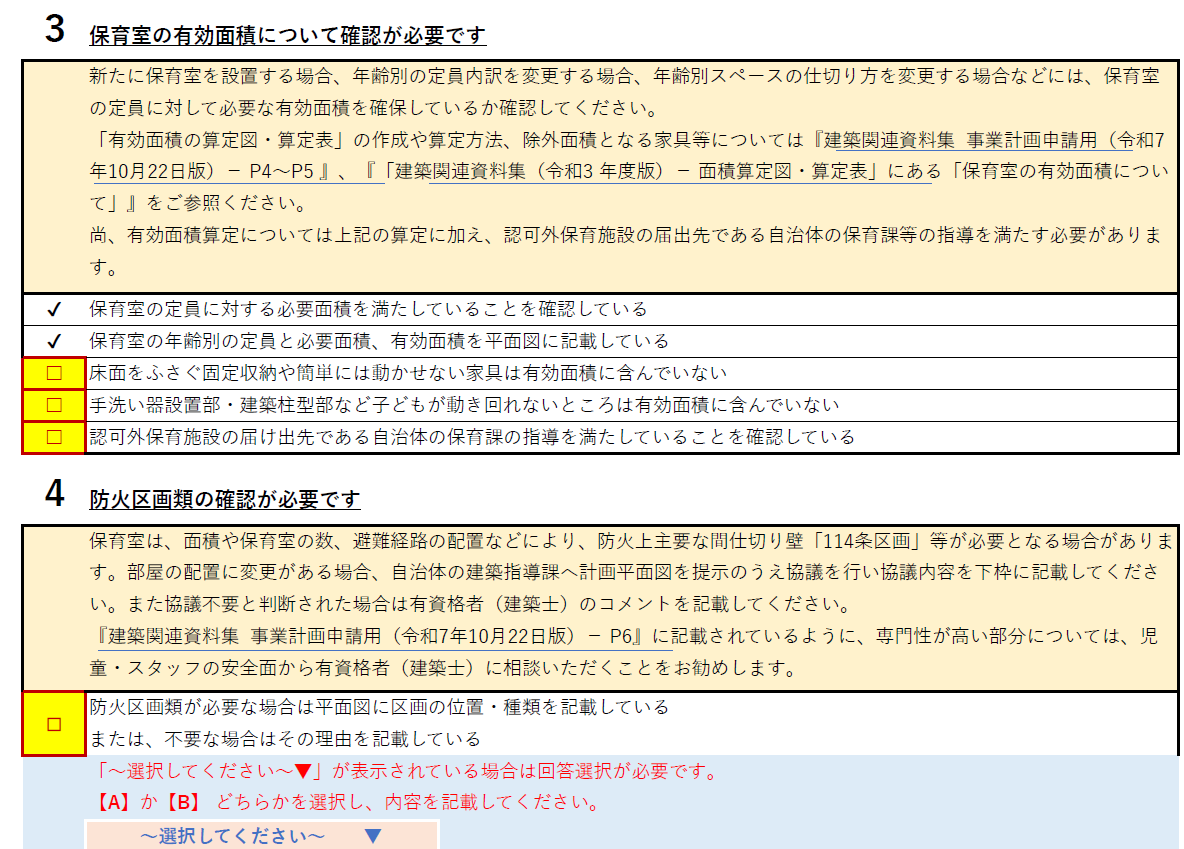 3 保育室の有効面積について確認が必要です
新たに保育室を設置する場合、年齢別の定員内訳を変更する場合、年齢別スペースの仕切り方を変更する場合などには、保育室
の定員に対して必要な有効面積を確保しているか確認してください。
「有効面積の算定図・算定表」の作成や算定方法、除外面積となる家具等については『建築関連資料集 事業計画申請用（令和7
年10月22日版）－ P4～P5 』、『「建築関連資料集（令和3 年度版）－ 面積算定図・算定表」にある「保育室の有効面積につい
て」』をご参照ください。
尚、有効面積算定については上記の算定に加え、認可外保育施設の届出先である自治体の保育課等の指導を満たす必要がありま
す。
✓ 保育室の定員に対する必要面積を満たしていることを確認している
✓ 保育室の年齢別の定員と必要面積、有効面積を平面図に記載している
□ 床面をふさぐ固定収納や簡単には動かせない家具は有効面積に含んでいない
□ 手洗い器設置部・建築柱型部など子どもが動き回れないところは有効面積に含んでいない
□ 認可外保育施設の届け出先である自治体の保育課の指導を満たしていることを確認している
4 防火区画類の確認が必要です
保育室は、面積や保育室の数、避難経路の配置などにより、防火上主要な間仕切り壁「114条区画」等が必要となる場合がありま
す。部屋の配置に変更がある場合、自治体の建築指導課へ計画平面図を提示のうえ協議を行い協議内容を下枠に記載してくださ
い。また協議不要と判断された場合は有資格者（建築士）のコメントを記載してください。
『建築関連資料集 事業計画申請用（令和7年10月22日版）－ P6』に記載されているように、専門性が高い部分については、児
童・スタッフの安全面から有資格者（建築士）に相談いただくことをお勧めします。
□ 防火区画類が必要な場合は平面図に区画の位置・種類を記載している
または、不要な場合はその理由を記載している
「～選択してください～▼」が表示されている場合は回答選択が必要です。
【A】か【B】 どちらかを選択し、内容を記載してください。
～選択してください～ ▼